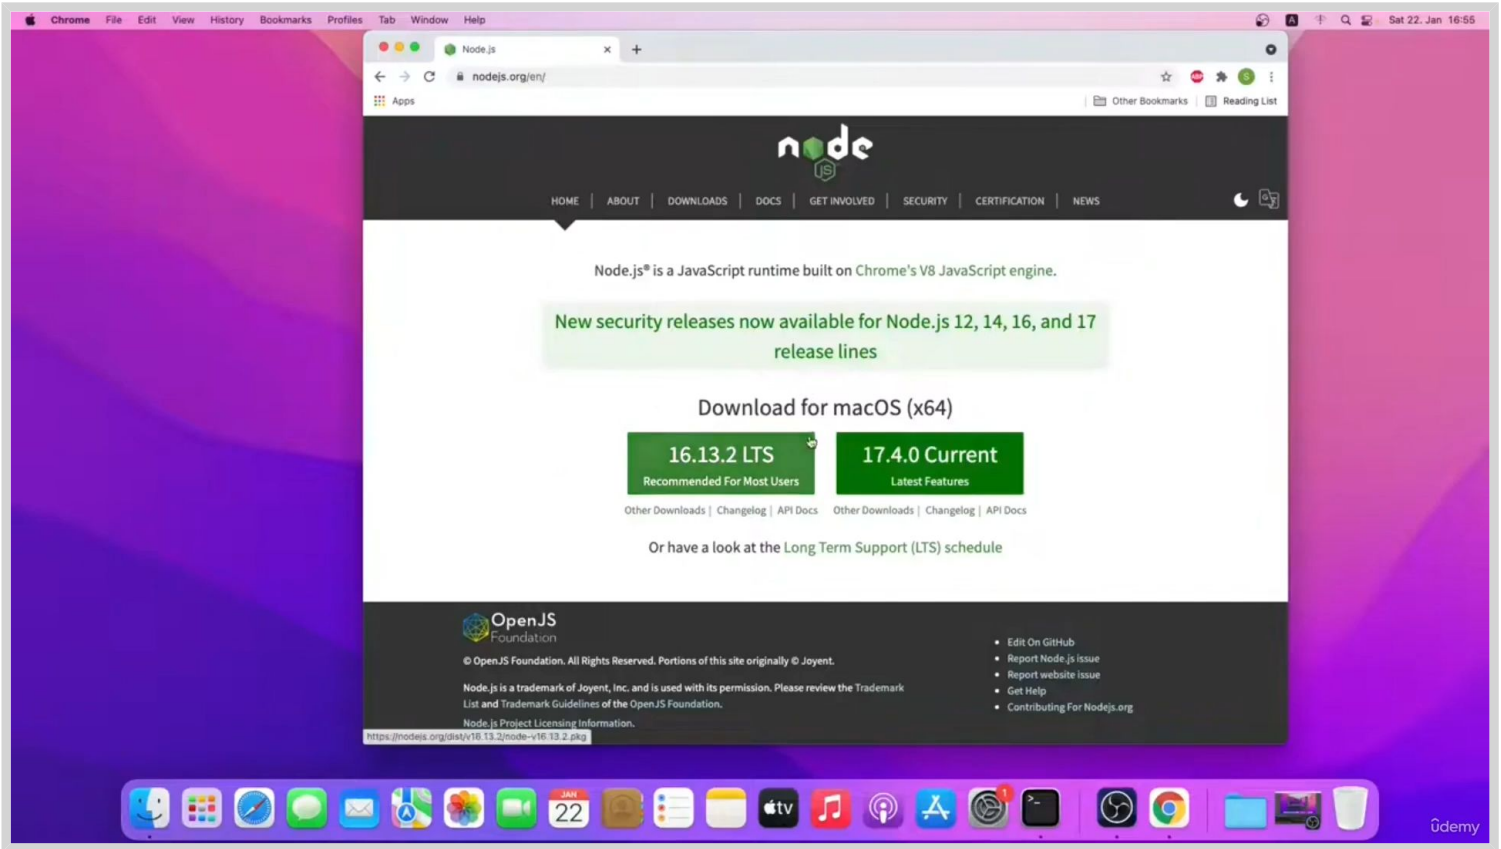 Chrome File Edit View History Bookmarks Profiles Tab Window Help
A
Sat 22. Jan 16:55
Node.js
nodejs.org/en/
ABP
S
Apps
Other Bookmarks
Reading List
node
JS
HOME | ABOUT | DOWNLOADS | DOCS | GET INVOLVED | SECURITY | CERTIFICATION | NEWS
Node.js® is a JavaScript runtime built on Chrome's V8 JavaScript engine.
New security releases now available for Node.js 12, 14, 16, and 17
release lines
Download for macOS (x64)
16.13.2 LTS
Recommended For Most Users
17.4.0 Current
Latest Features
Other Downloads | Changelog | API Docs
Other Downloads | Changelog | API Docs
Or have a look at the Long Term Support (LTS) schedule
OpenJS
Foundation
© OpenJS Foundation. All Rights Reserved. Portions of this site originally © Joyent.
Node.js is a trademark of Joyent, Inc. and is used with its permission. Please review the Trademark
List and Trademark Guidelines of the OpenJS Foundation.
Node.js Project Licensing Information.
• Edit On GitHub
• Report Node.js issue
• Report website issue
• Get Help
• Contributing For Nodejs.org
https://nodejs.org/dist/v16.13.2/node-v16.13.2.pkg
JAN
22
tv
1
>_
ûdemy